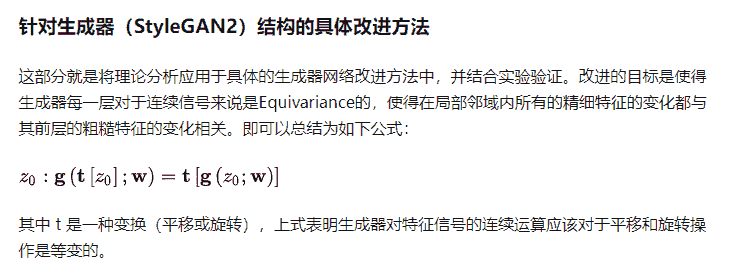 针对生成器（StyleGAN2）结构的具体改进方法
这部分就是将理论分析应用于具体的生成器网络改进方法中，并结合实验验证。改进的目标是使得
生成器每一层对于连续信号来说是Equivariance的，使得在局部邻域内所有的精细特征的变化都与
其前层的粗糙特征的变化相关。即可以总结为如下公式：
z₀ : g (t [z₀] ; w) = t [g (z₀; w)]
其中 t 是一种变换（平移或旋转），上式表明生成器对特征信号的连续运算应该对于平移和旋转操
作是等变的。